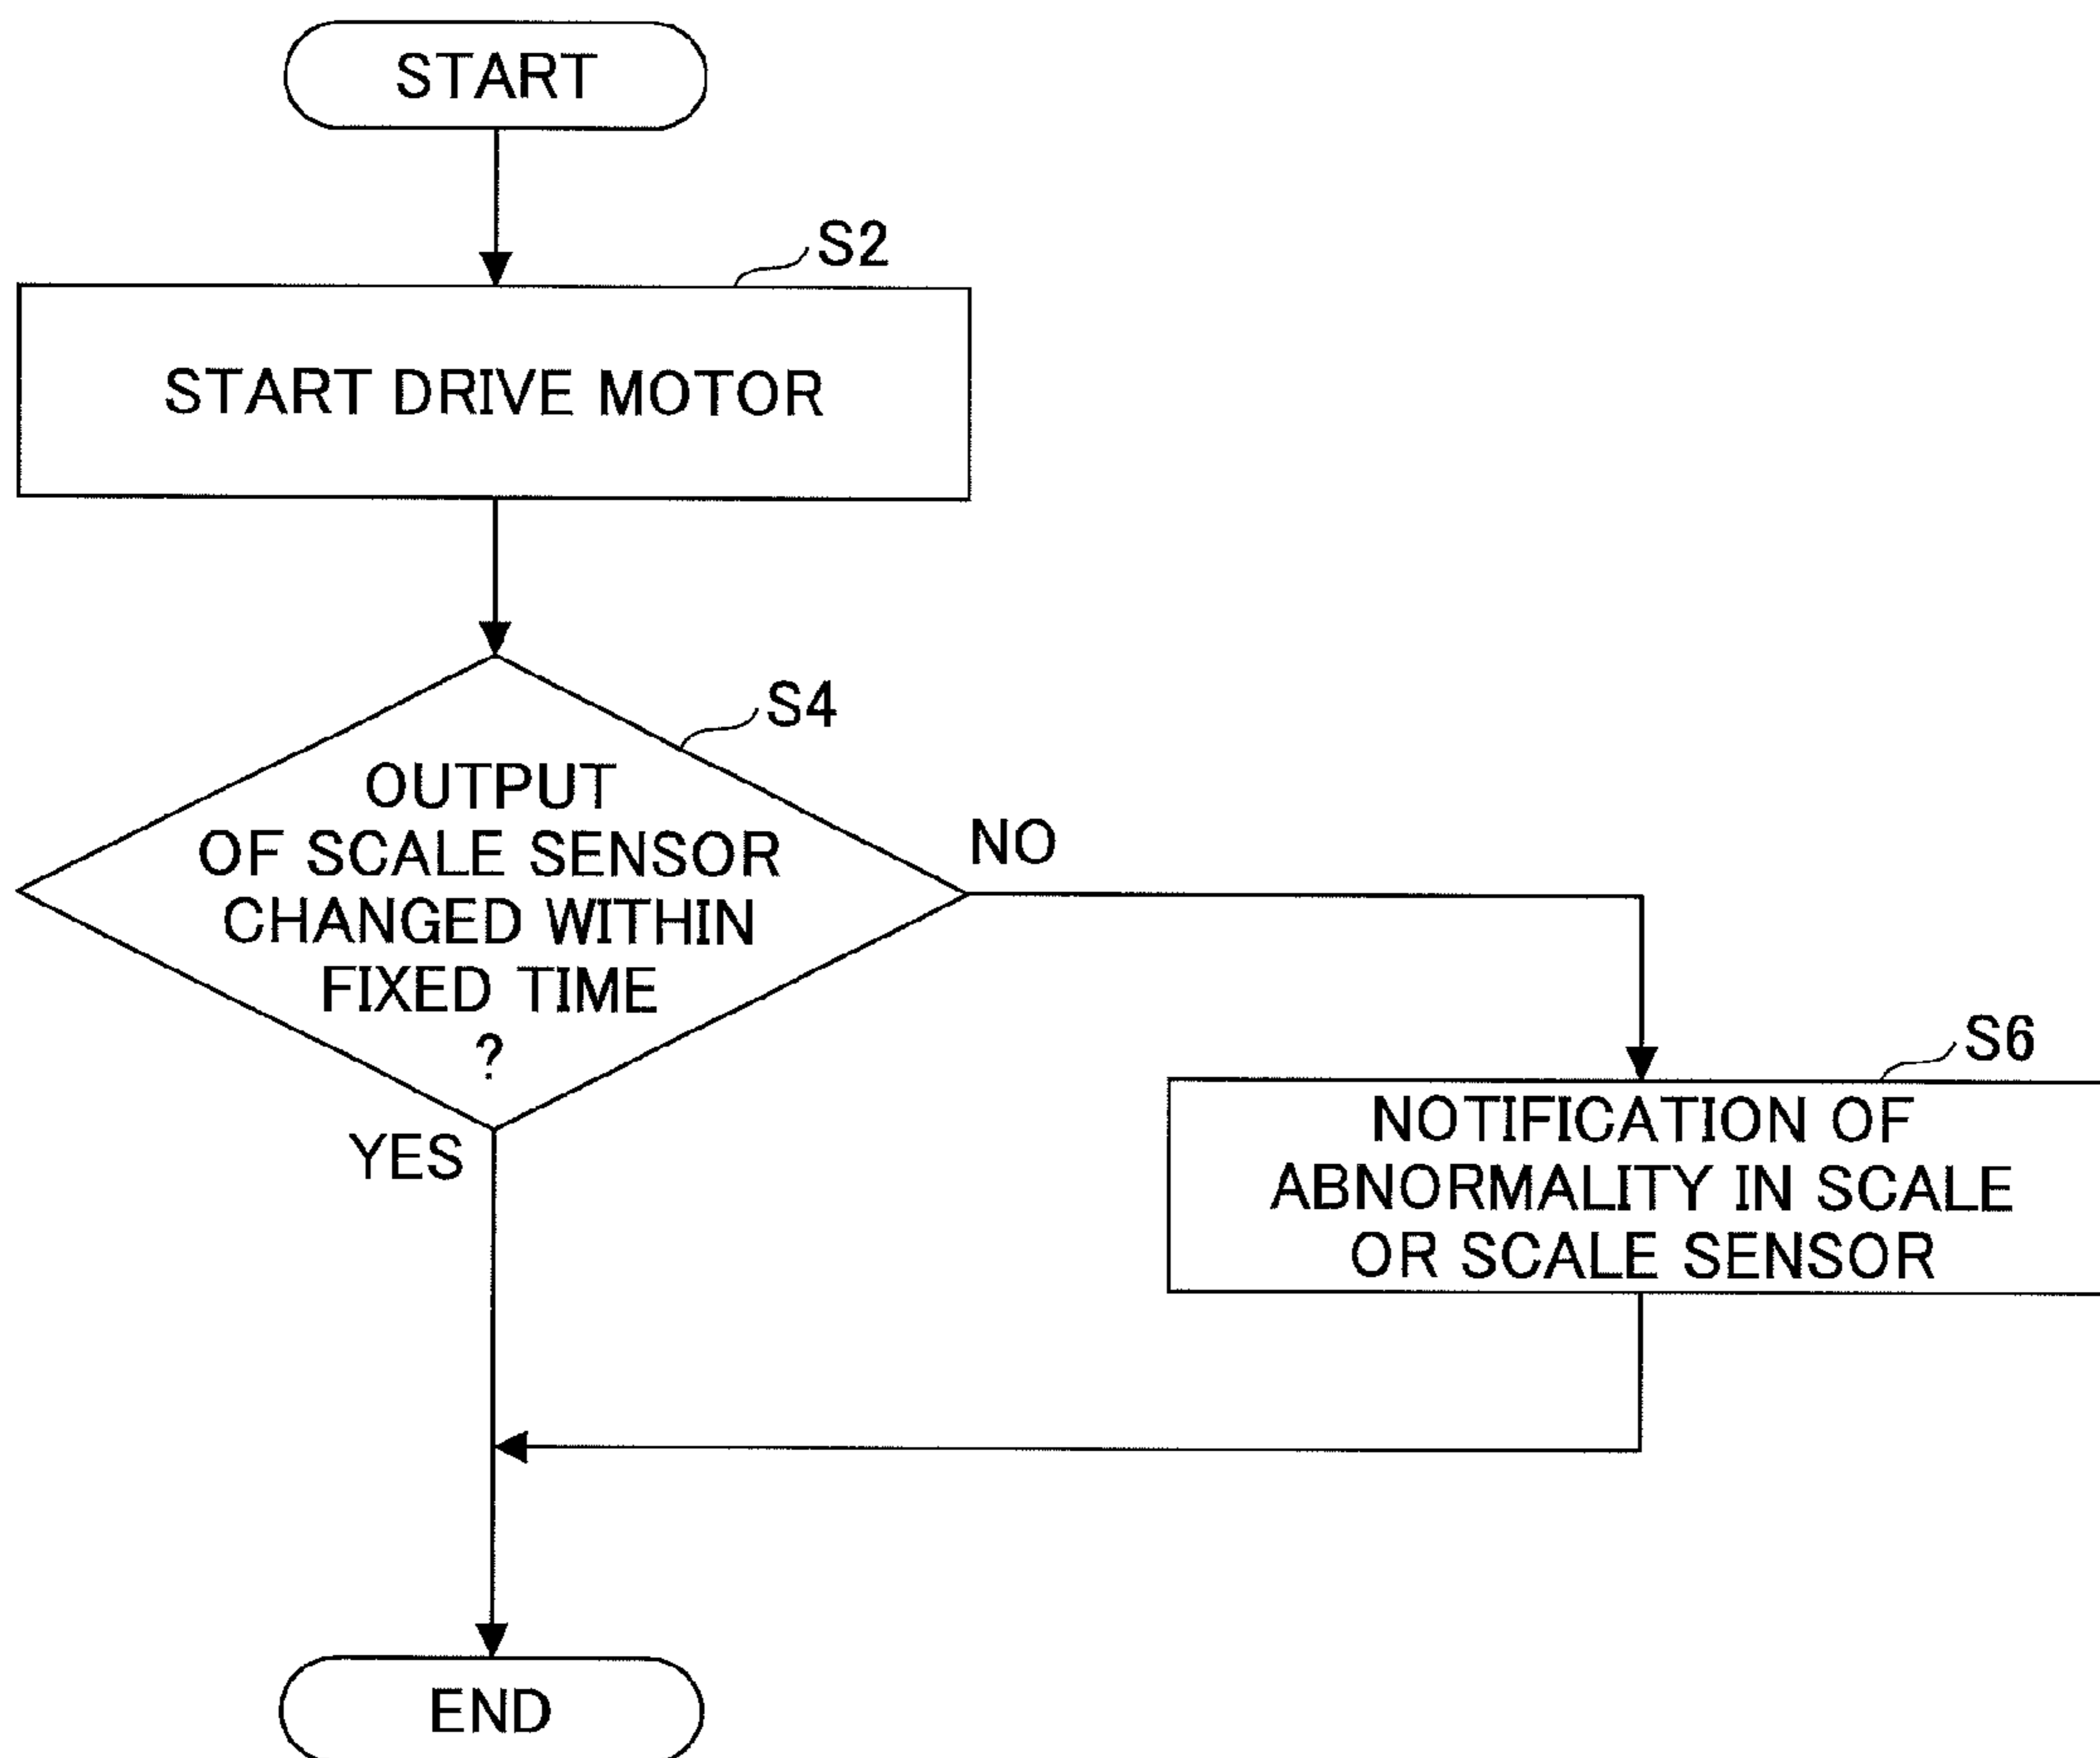 START
S2
START DRIVE MOTOR
S4
OUTPUT
OF SCALE SENSOR
CHANGED WITHIN
FIXED TIME
?
NO
YES
S6
NOTIFICATION OF
ABNORMALITY IN SCALE
OR SCALE SENSOR
END